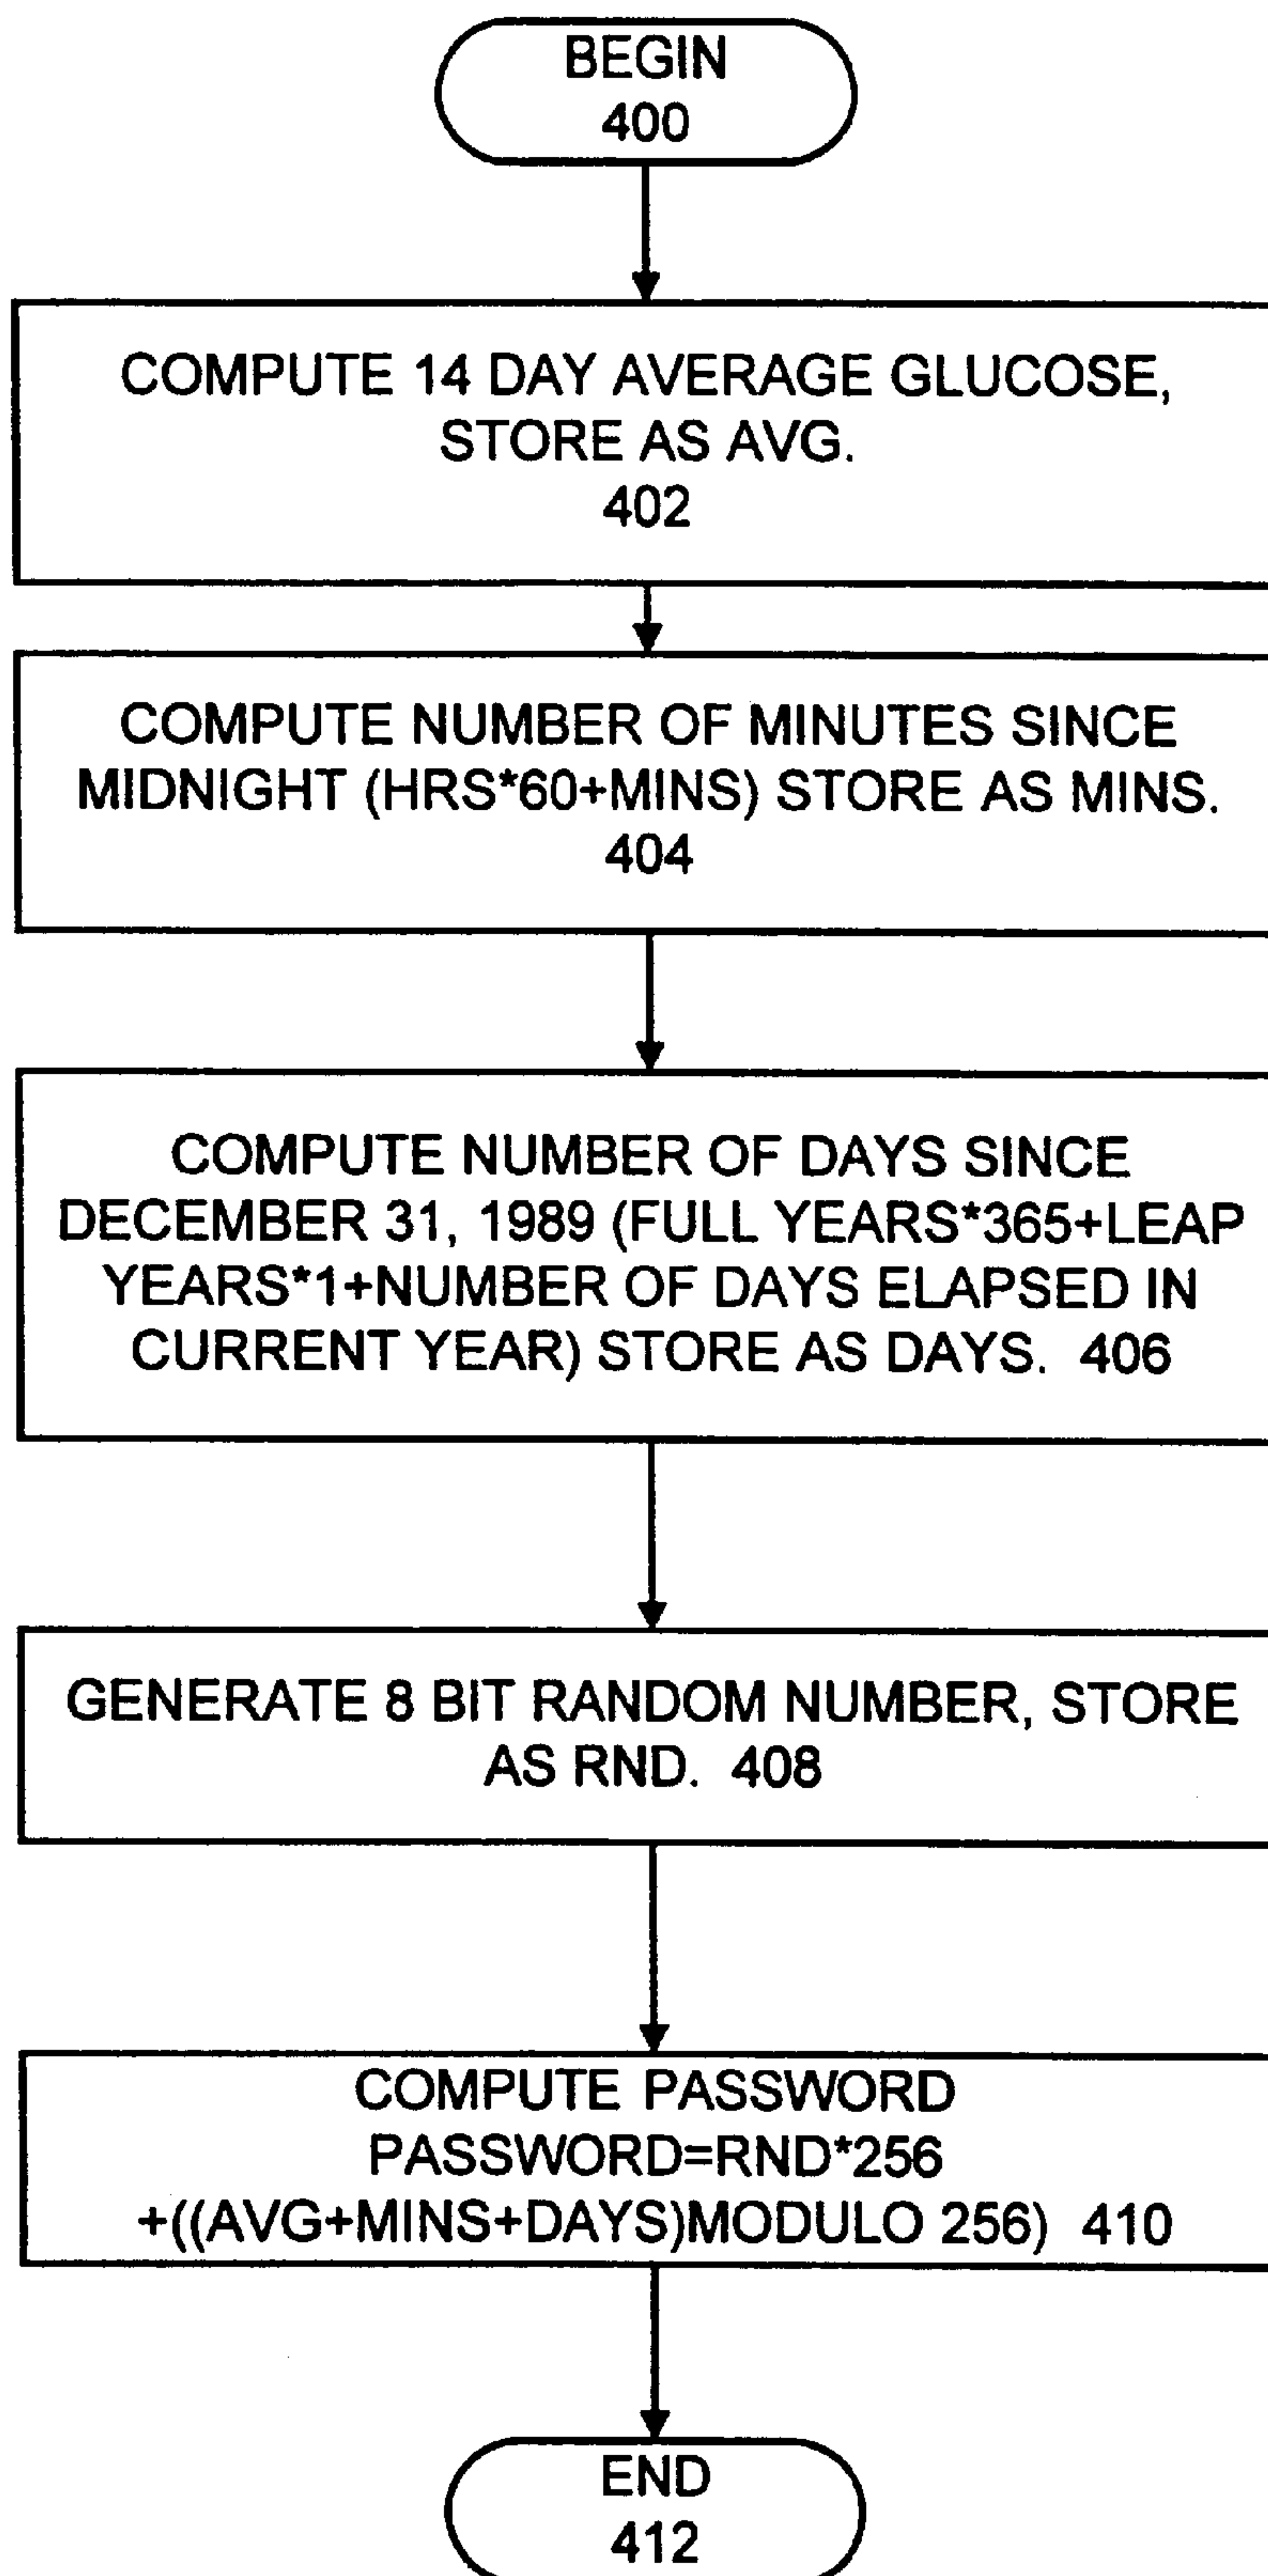 BEGIN
400
COMPUTE 14 DAY AVERAGE GLUCOSE,
STORE AS AVG.
402
COMPUTE NUMBER OF MINUTES SINCE
MIDNIGHT (HRS*60+MINS) STORE AS MINS.
404
COMPUTE NUMBER OF DAYS SINCE
DECEMBER 31, 1989 (FULL YEARS*365+LEAP
YEARS*1+NUMBER OF DAYS ELAPSED IN
CURRENT YEAR) STORE AS DAYS. 406
GENERATE 8 BIT RANDOM NUMBER, STORE
AS RND. 408
COMPUTE PASSWORD
PASSWORD=RND*256
+((AVG+MINS+DAYS)MODULO 256) 410
END
412